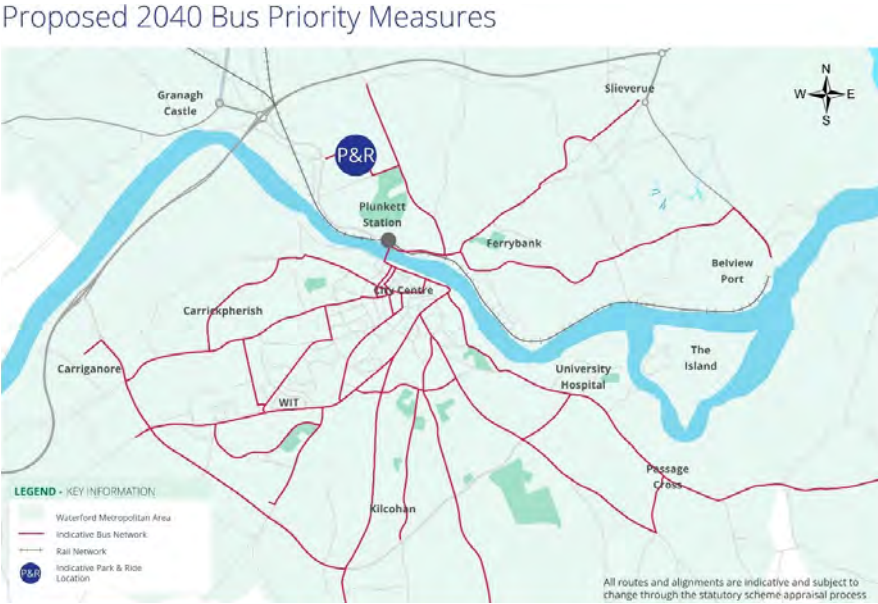 Proposed 2040 Bus Priority Measures
N
W E
S
Granagh
Castle
Slieverue
P&R
Plunkett
Station
Ferrybank
Belview
Port
City Centre
Carrickpherish
The
Island
Carriganore
University
Hospital
WIT
Passage
Cross
Kilcohan
LEGEND - KEY INFORMATION
Waterford Metropolitan Area
Indicative Bus Network
Rail Network
P&R
Indicative Park & Ride
Location
All routes and alignments are indicative and subject to
change through the statutory scheme appraisal process